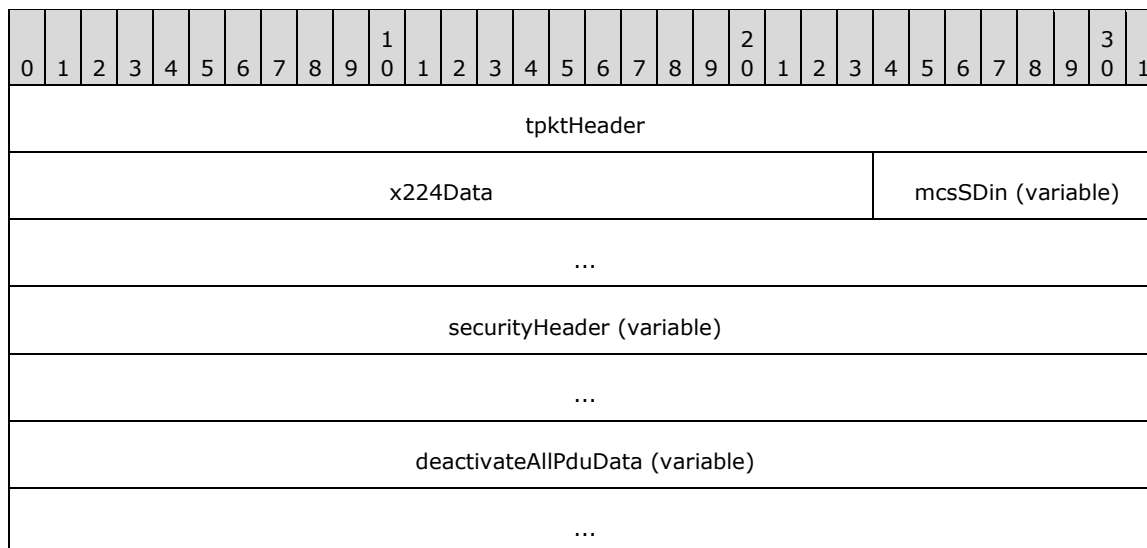 1 2 3
0 1 2 3 4 5 6 7 8 9 0 1 2 3 4 5 6 7 8 9 0 1 2 3 4 5 6 7 8 9 0 1
tpktHeader
x224Data mcsSDin (variable)
...
securityHeader (variable)
...
deactivateAllPduData (variable)
...